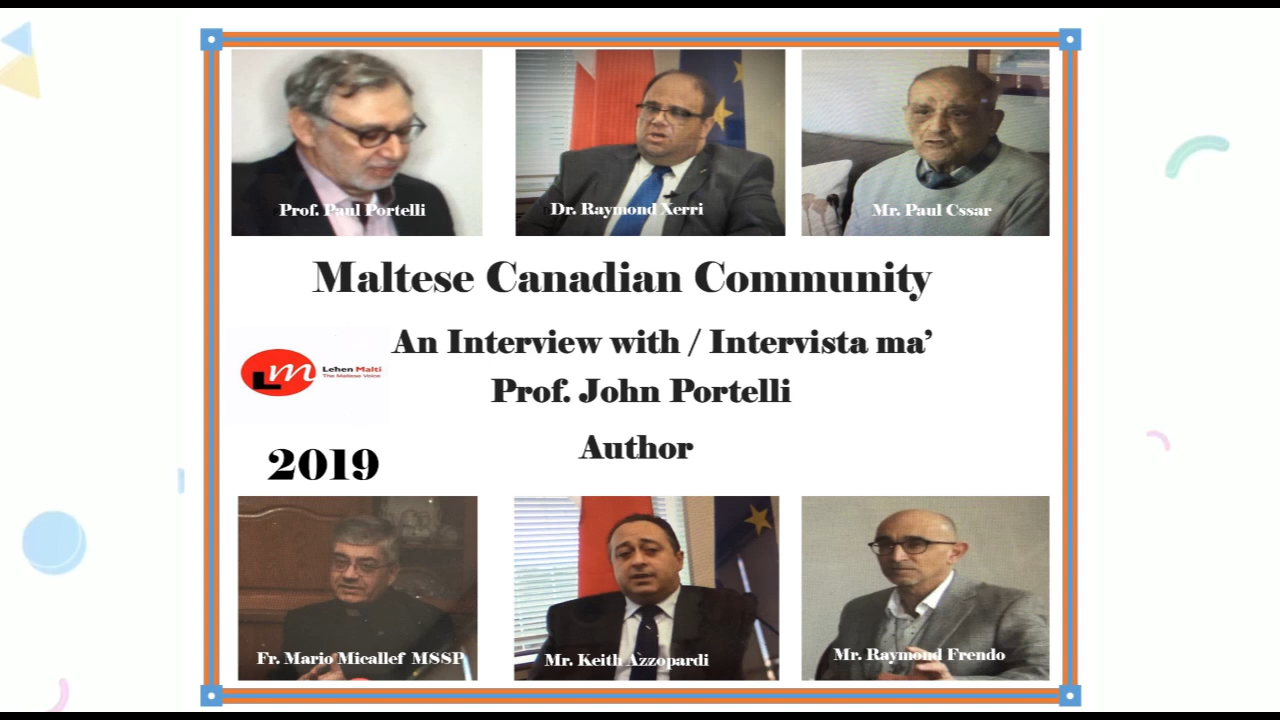 Prof. Paul Portelli
Dr. Raymond Xerri
Mr. Paul Cssar
Maltese Canadian Community
An Interview with / Intervista ma’
Lm
Lehen Malti
The Maltese Voice
Prof. John Portelli
Author
2019
Fr. Mario Micallef MSSP
Mr. Keith Azzopardi
Mr. Raymond Frendo